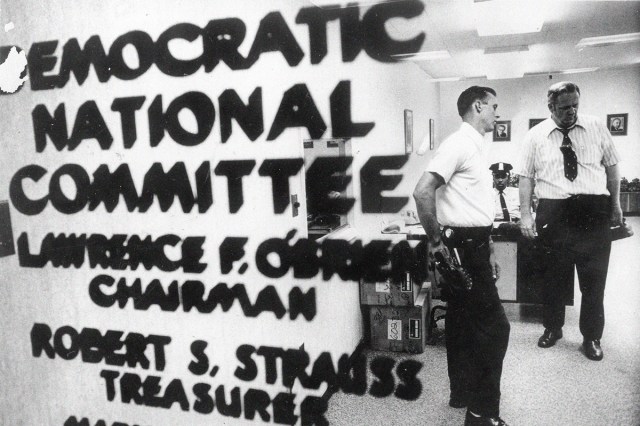 DEMOCRATIC
NATIONAL
COMMITTEE
LAWRENCE F. O'BRIEN
CHAIRMAN
ROBERT S. STRAUSS
TREASURER